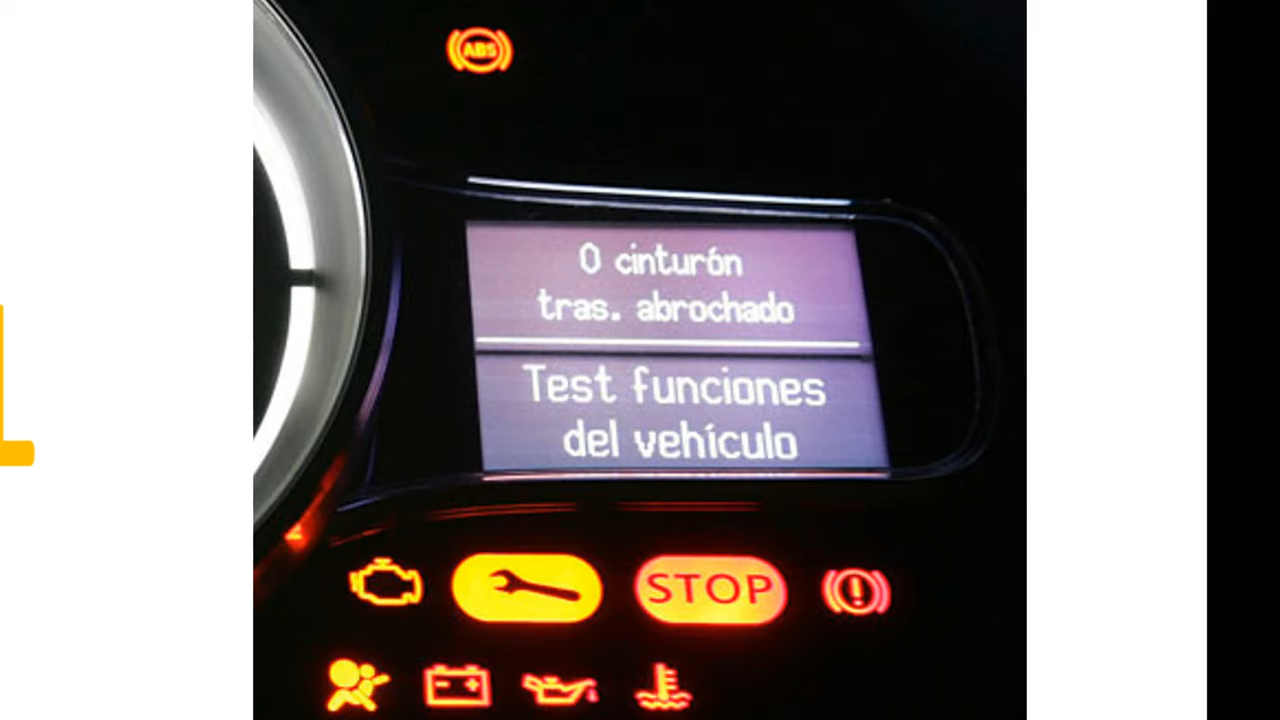 ABS
0 cinturón
tras. abrochado
Test funciones
del vehículo
STOP